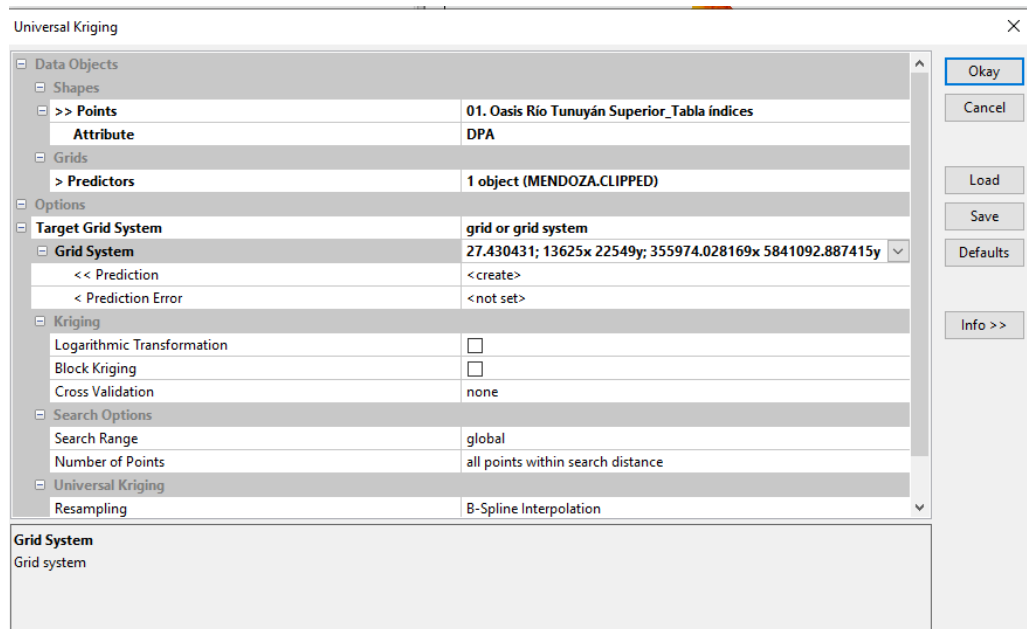 Universal Kriging
Data Objects
Shapes
>> Points 01. Oasis Río Tunuyán Superior_Tabla índices
Attribute DPA
Grids
> Predictors 1 object (MENDOZA.CLIPPED)
Options
Target Grid System grid or grid system
Grid System 27.430431; 13625x 22549y; 355974.028169x 5841092.887415y
<< Prediction <create>
< Prediction Error <not set>
Kriging
Logarithmic Transformation
Block Kriging
Cross Validation none
Search Options
Search Range global
Number of Points all points within search distance
Universal Kriging
Resampling B-Spline Interpolation
Grid System
Grid system
Okay
Cancel
Load
Save
Defaults
Info >>